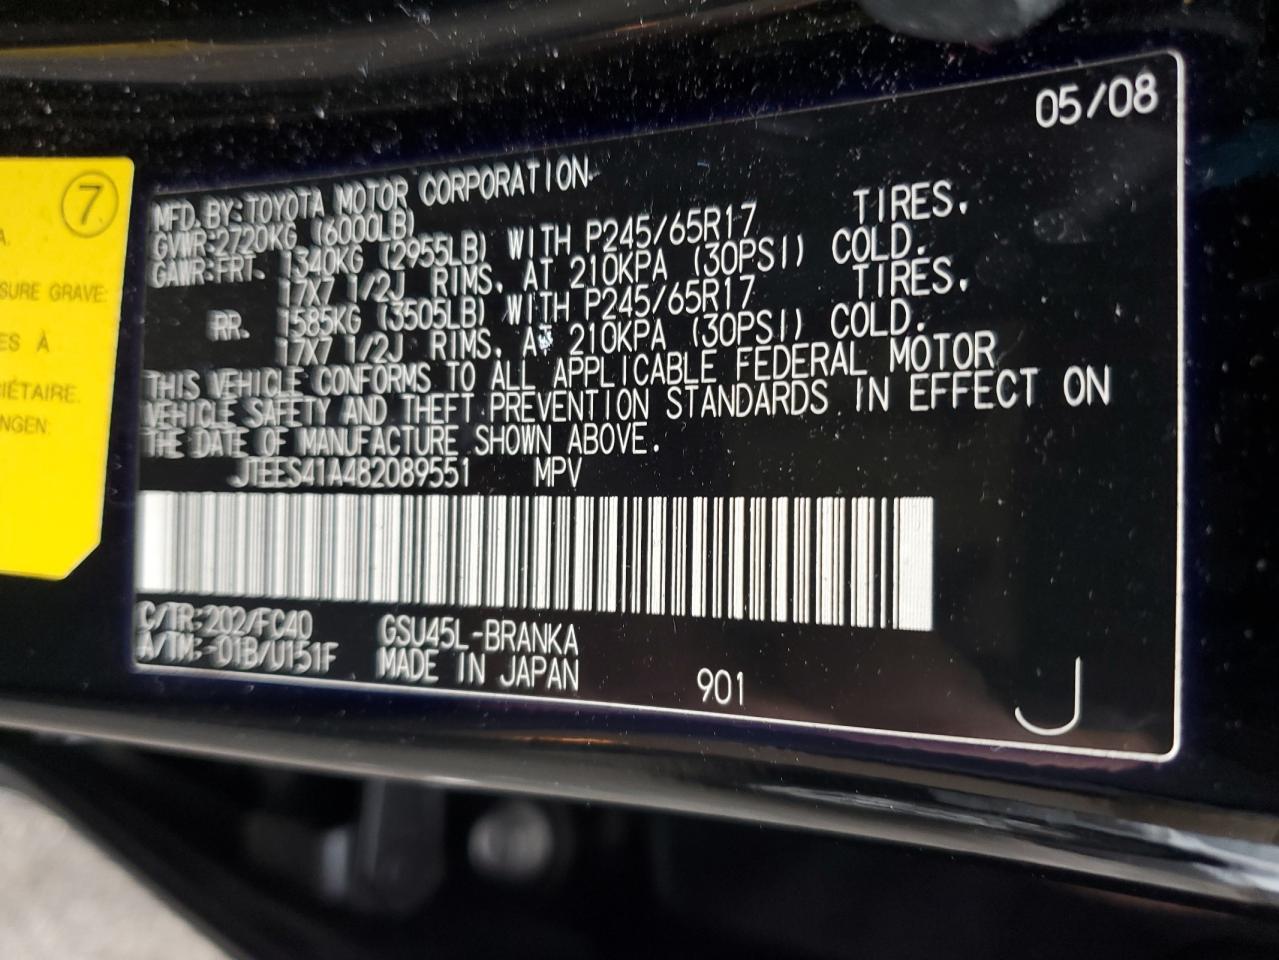 05/08
MFD. BY: TOYOTA MOTOR CORPORATION
GVWR: 2720KG (6000LB)
GAWR: FRT. 1340KG (2955LB) WITH P245/65R17 TIRES.
17X7 1/2J RIMS. AT 210KPA (30PSI) COLD.
RR. 1585KG (3505LB) WITH P245/65R17 TIRES.
17X7 1/2J RIMS. AT 210KPA (30PSI) COLD.
THIS VEHICLE CONFORMS TO ALL APPLICABLE FEDERAL MOTOR
VEHICLE SAFETY AND THEFT PREVENTION STANDARDS IN EFFECT ON
THE DATE OF MANUFACTURE SHOWN ABOVE.
JTEES41A482089551 MPV
C/TR: 202/FC40 GSU45L-BRANKA
A/TM: -01B/U151F MADE IN JAPAN
901
J
7
A.
SURE GRAVE
ES À
IÉTAIRE.
NGEN